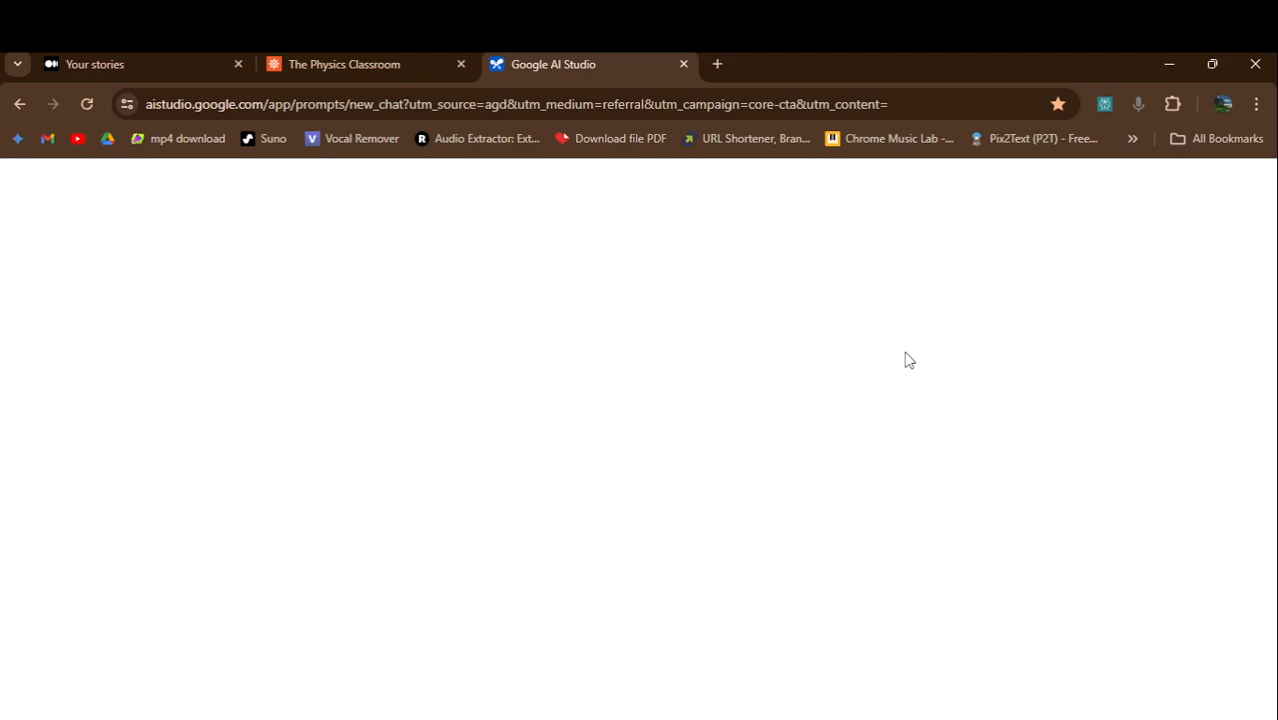 Your stories The Physics Classroom Google AI Studio
aistudio.google.com/app/prompts/new_chat?utm_source=agd&utm_medium=referral&utm_campaign=core-cta&utm_content=
mp4 download Suno V Vocal Remover R Audio Extractor: Ext... Download file PDF URL Shortener, Bran... Chrome Music Lab -... Pix2Text (P2T) - Free... » All Bookmarks